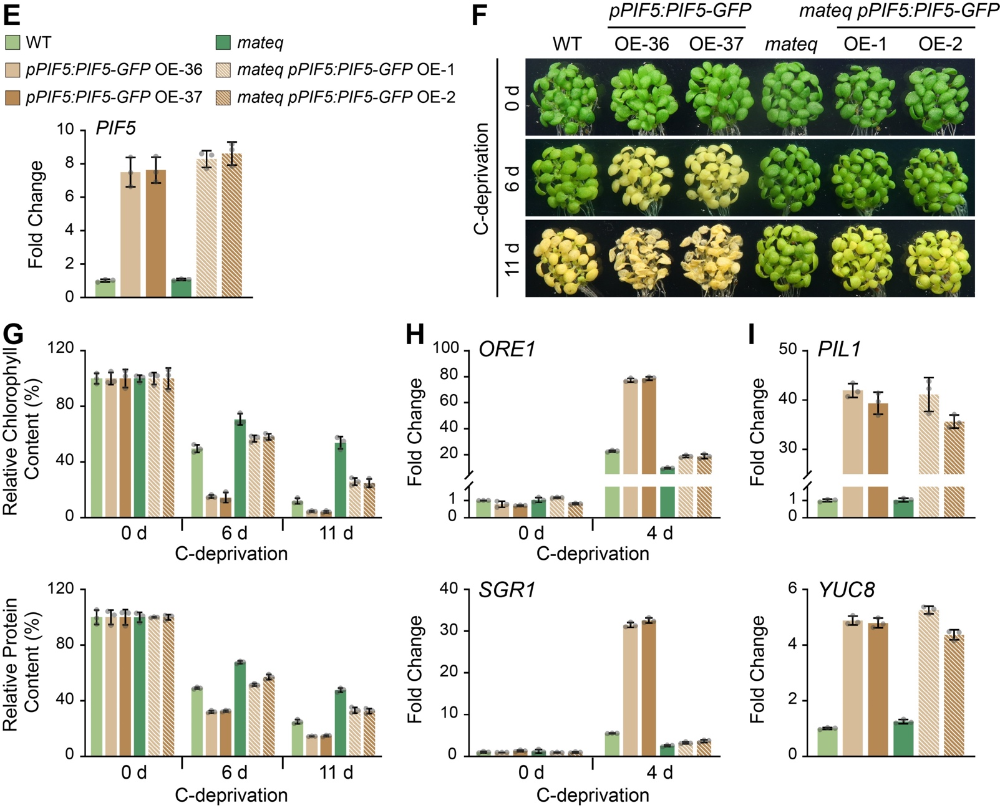 E
WT
mateq
pPIF5:PIF5-GFP OE-36
mateq pPIF5:PIF5-GFP OE-1
pPIF5:PIF5-GFP OE-37
mateq pPIF5:PIF5-GFP OE-2
PIF5
Fold Change
10
8
6
4
2
0
F
pPIF5:PIF5-GFP
mateq pPIF5:PIF5-GFP
WT
OE-36
OE-37
mateq
OE-1
OE-2
C-deprivation
0 d
6 d
11 d
G
Relative Chlorophyll
Content (%)
120
80
40
0
0 d
6 d
11 d
C-deprivation
Relative Protein
Content (%)
120
80
40
0
0 d
6 d
11 d
C-deprivation
H
ORE1
Fold Change
100
80
60
40
20
1
0
0 d
4 d
C-deprivation
SGR1
Fold Change
40
30
20
10
0
0 d
4 d
C-deprivation
I
PIL1
Fold Change
50
40
30
1
0
YUC8
Fold Change
6
4
2
0